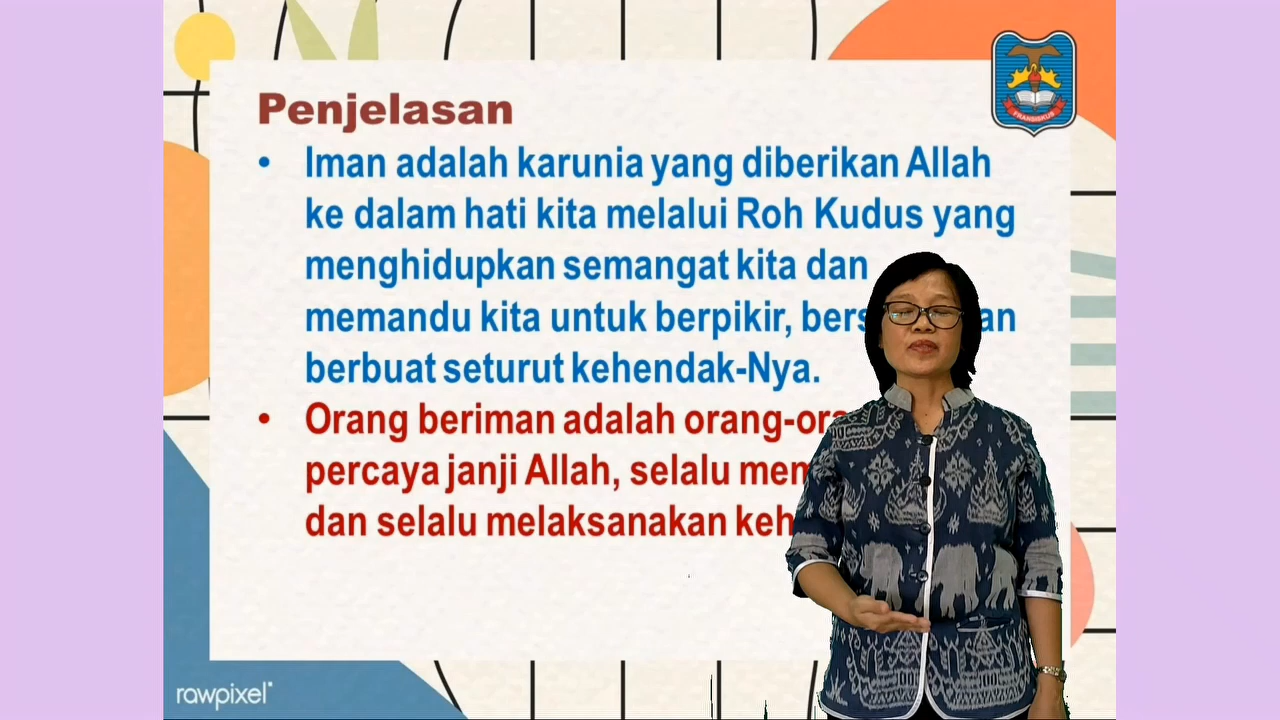 Penjelasan
• Iman adalah karunia yang diberikan Allah
ke dalam hati kita melalui Roh Kudus yang
menghidupkan semangat kita dan
memandu kita untuk berpikir,
berbuat seturut kehendak-Nya.
• Orang beriman adalah
percaya janji Allah, selalu
dan selalu melaksanakan
FRANSISKUS
rawpixel